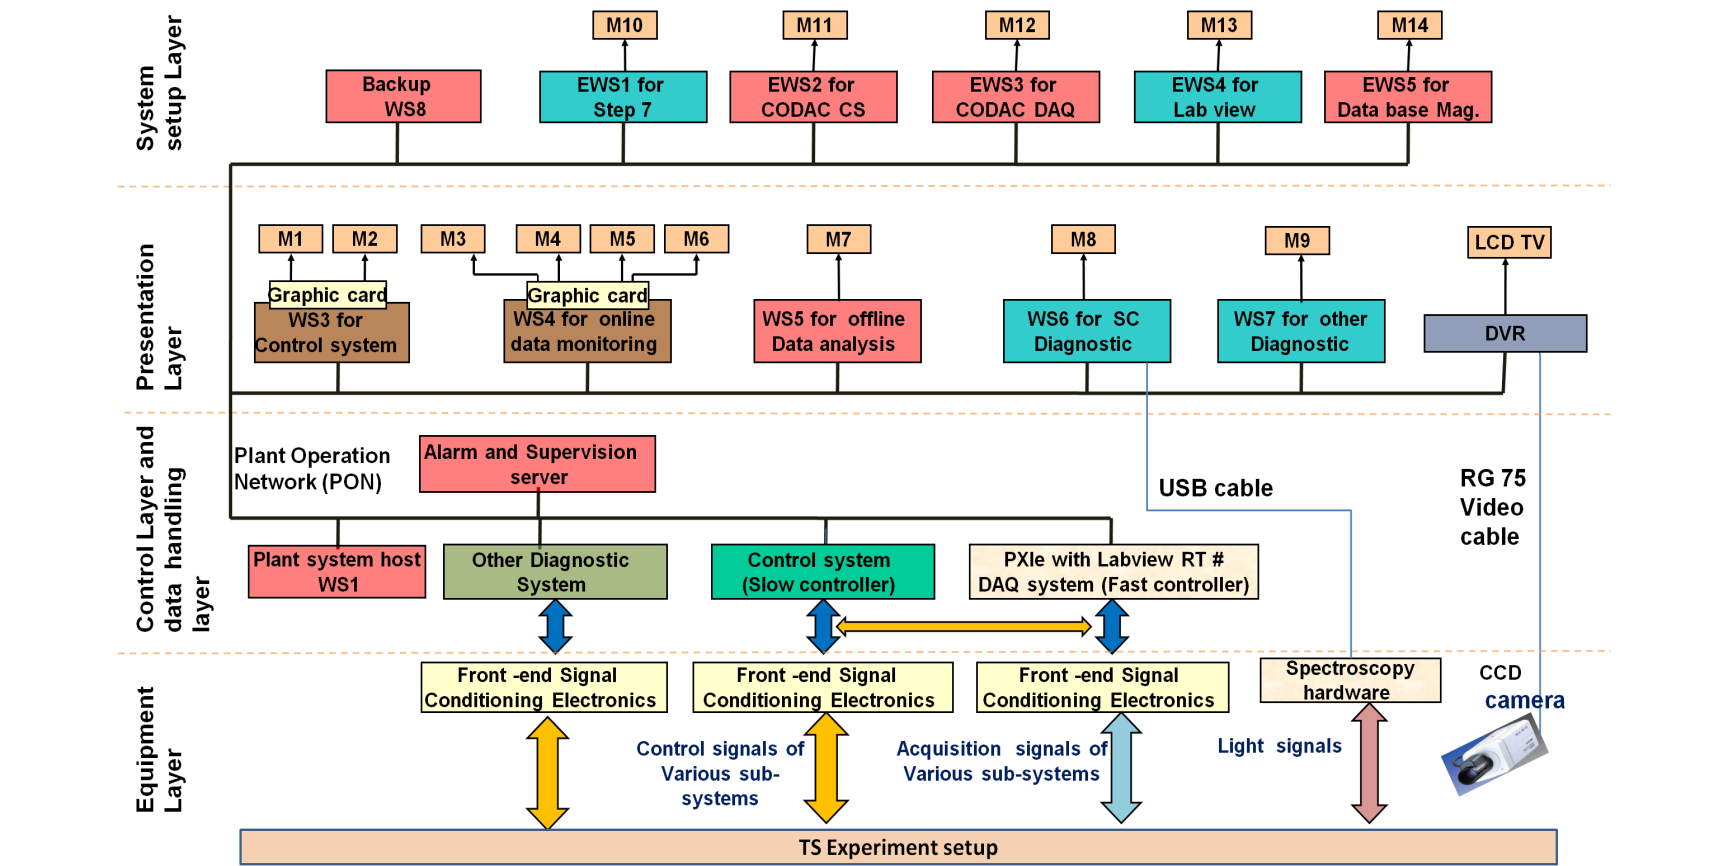 System
setup Layer
M10
M11
M12
M13
M14
Backup
WS8
EWS1 for
Step 7
EWS2 for
CODAC CS
EWS3 for
CODAC DAQ
EWS4 for
Lab view
EWS5 for
Data base Mag.
Presentation
Layer
M1
M2
M3
M4
M5
M6
M7
M8
M9
LCD TV
Graphic card
WS3 for
Control system
Graphic card
WS4 for online
data monitoring
WS5 for offline
Data analysis
WS6 for SC
Diagnostic
WS7 for other
Diagnostic
DVR
Control Layer and
data handling
layer
Plant Operation
Network (PON)
Alarm and Supervision
server
USB cable
RG 75
Video
cable
Plant system host
WS1
Other Diagnostic
System
Control system
(Slow controller)
PXIe with Labview RT #
DAQ system (Fast controller)
Equipment
Layer
Front -end Signal
Conditioning Electronics
Front -end Signal
Conditioning Electronics
Front -end Signal
Conditioning Electronics
Spectroscopy
hardware
CCD
camera
Control signals of
Various sub-
systems
Acquisition signals of
Various sub-systems
Light signals
TS Experiment setup